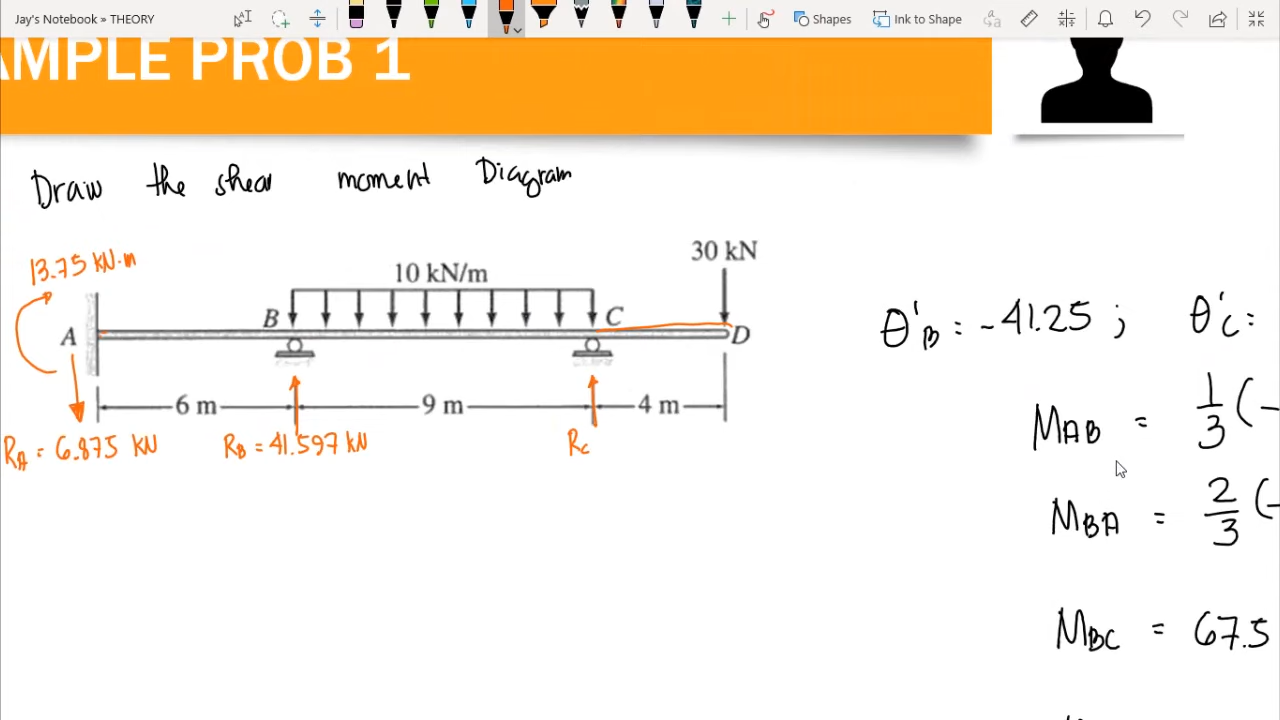 Jay's Notebook » THEORY
Shapes
Ink to Shape
AMPLE PROB 1
Draw the shear moment Diagram
13.75 kN·m
30 kN
10 kN/m
A
B
C
D
6 m
9 m
4 m
RA = 6.875 kN
RB = 41.597 kN
Rc
θ'B = -41.25 ; θ'C =
MAB = 1/3 (-
MBA = 2/3 (-
MBC = 67.5